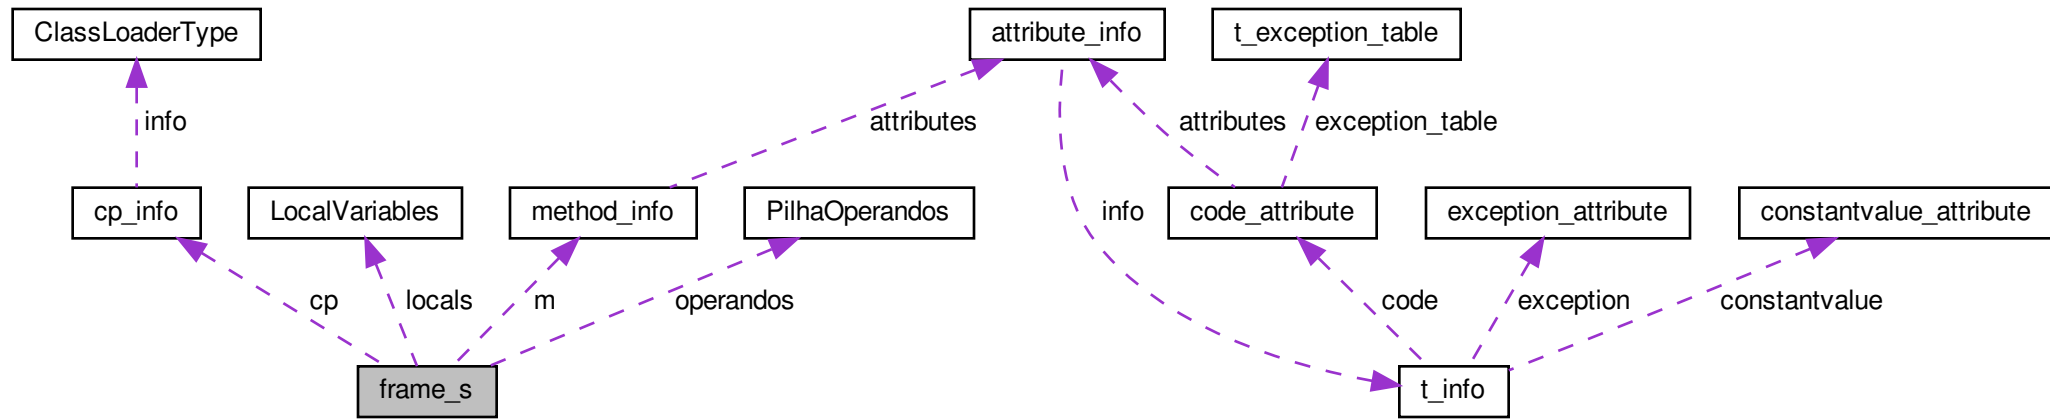 ClassLoaderType
attribute_info
t_exception_table
info
attributes
attributes
exception_table
cp_info
LocalVariables
method_info
PilhaOperandos
info
code_attribute
exception_attribute
constantvalue_attribute
cp
locals
m
operandos
code
exception
constantvalue
frame_s
t_info